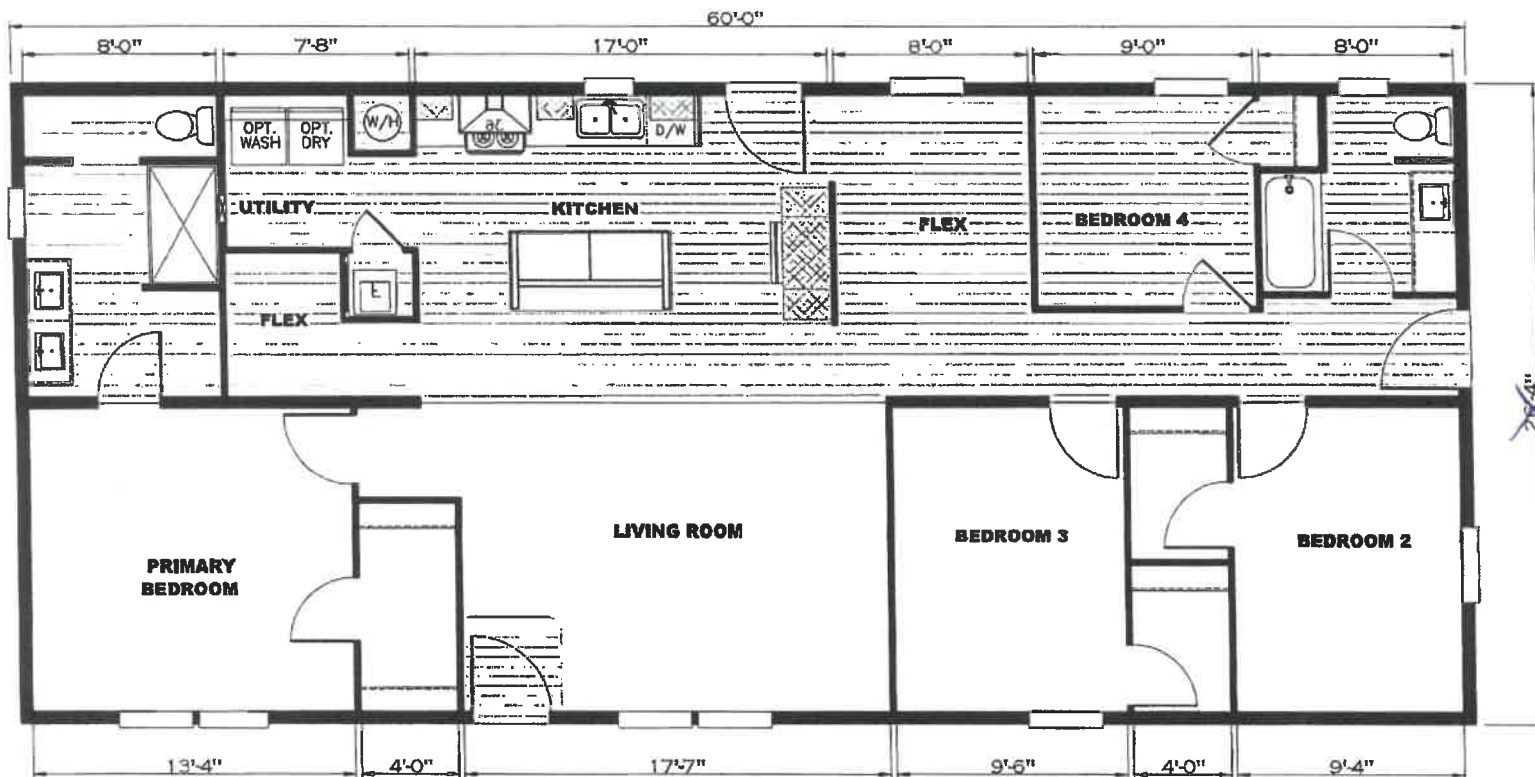 60'-0"
8'-0" 7'-8" 17'-0" 8'-0" 9'-0" 8'-0"
OPT.
WASH
OPT.
DRY
W/H
D/W
UTILITY
KITCHEN
FLEX
BEDROOM 4
E
FLEX
PRIMARY
BEDROOM
LIVING ROOM
BEDROOM 3
BEDROOM 2
13'-4" 4'-0" 17'-7" 9'-6" 4'-0" 9'-4"